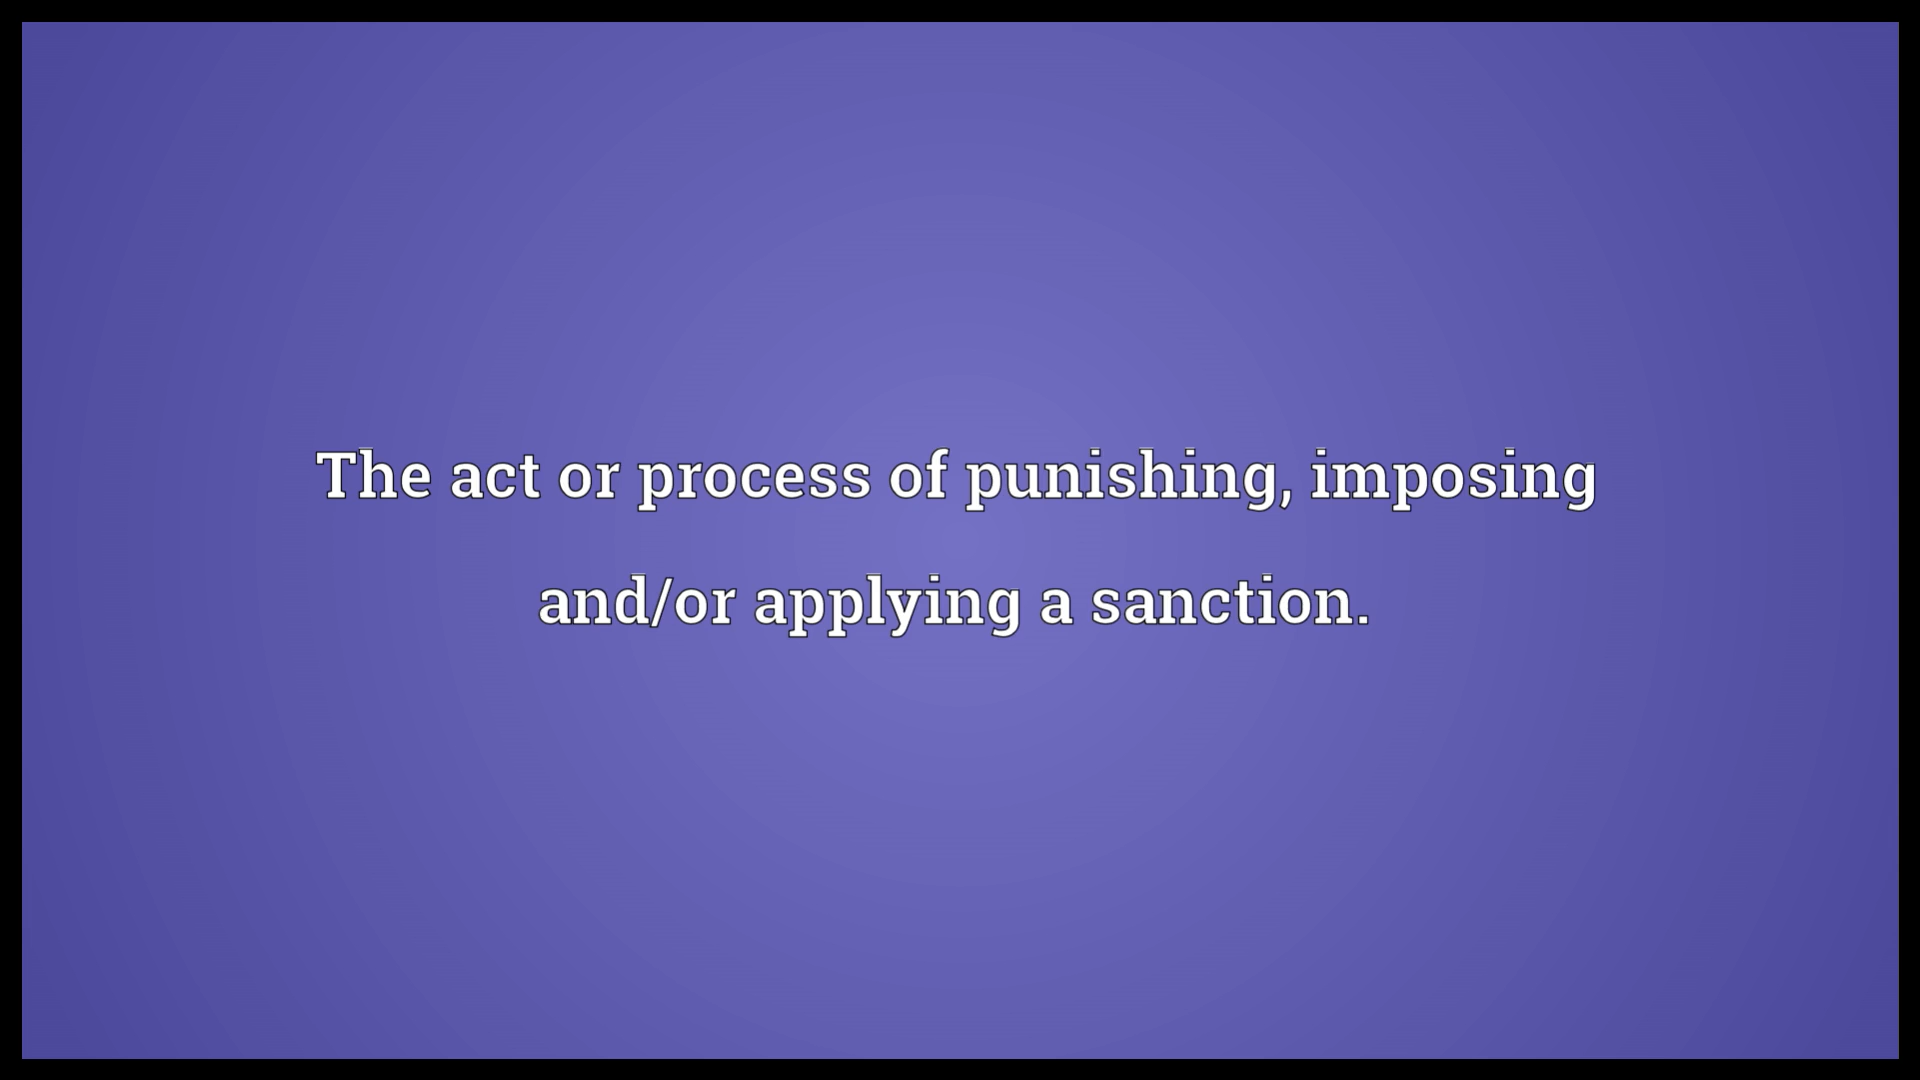 The act or process of punishing, imposing
and/or applying a sanction.